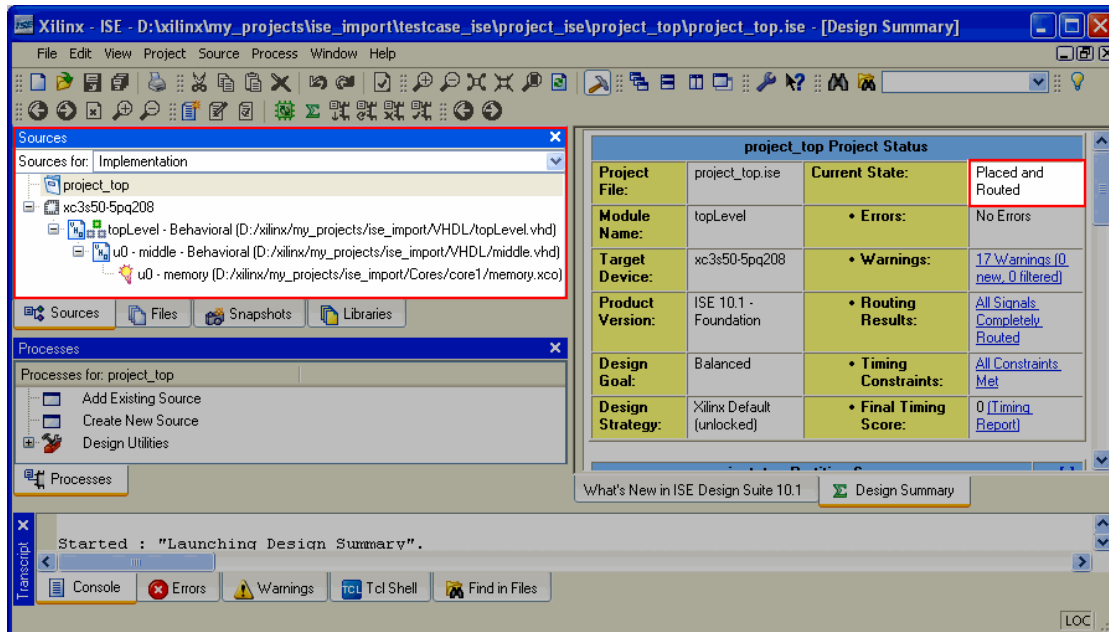 Xilinx - ISE - D:\xilinx\my_projects\ise_import\testcase_ise\project_ise\project_top\project_top.ise - [Design Summary]
File Edit View Project Source Process Window Help
Sources
Sources for: Implementation
project_top
xc3s50-5pq208
topLevel - Behavioral (D:/xilinx/my_projects/ise_import/VHDL/topLevel.vhd)
u0 - middle - Behavioral (D:/xilinx/my_projects/ise_import/VHDL/middle.vhd)
u0 - memory (D:/xilinx/my_projects/ise_import/Cores/core1/memory.xco)
Sources Files Snapshots Libraries
Processes
Processes for: project_top
Add Existing Source
Create New Source
Design Utilities
Processes
project_top Project Status
Project File: project_top.ise Current State: Placed and Routed
Module Name: topLevel • Errors: No Errors
Target Device: xc3s50-5pq208 • Warnings: 17 Warnings (0 new, 0 filtered)
Product Version: ISE 10.1 - Foundation • Routing Results: All Signals Completely Routed
Design Goal: Balanced • Timing Constraints: All Constraints Met
Design Strategy: Xilinx Default (unlocked) • Final Timing Score: 0 (Timing Report)
What's New in ISE Design Suite 10.1 Design Summary
Transcript
Started : "Launching Design Summary".
Console Errors Warnings TCL Tcl Shell Find in Files
LOC